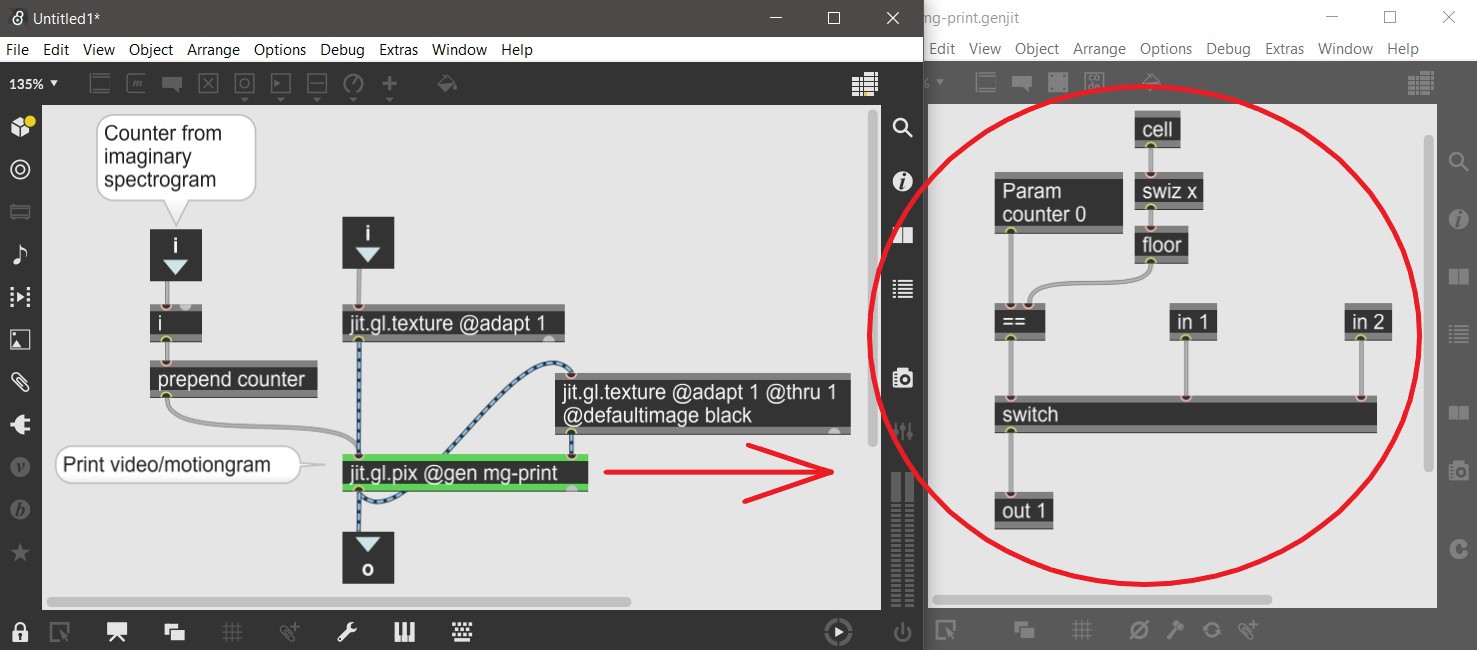 Untitled1*
File Edit View Object Arrange Options Debug Extras Window Help
135%
Counter from
imaginary
spectrogram
i
i
i
jit.gl.texture @adapt 1
prepend counter
jit.gl.texture @adapt 1 @thru 1
@defaultimage black
Print video/motiongram
jit.gl.pix @gen mg-print
o
mg-print.genjit
Edit View Object Arrange Options Debug Extras Window Help
%
cell
Param
counter 0
swiz x
floor
==
in 1
in 2
switch
out 1